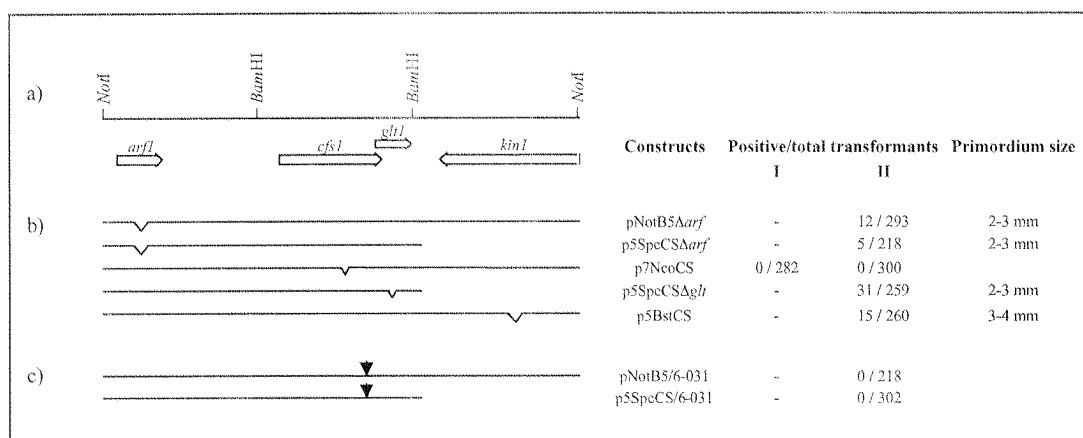 a)
NotI BamHI BamHI NotI
arf1 cfs1 glt1 kin1
Constructs Positive/total transformants Primordium size
I II
b)
pNotB5Δarf - 12 / 293 2-3 mm
p5SpeCSΔarf - 5 / 218 2-3 mm
p7NcoCS 0 / 282 0 / 300
p5SpeCSΔglt - 31 / 259 2-3 mm
p5BstCS - 15 / 260 3-4 mm
c)
pNotB5/6-031 - 0 / 218
p5SpeCS/6-031 - 0 / 302